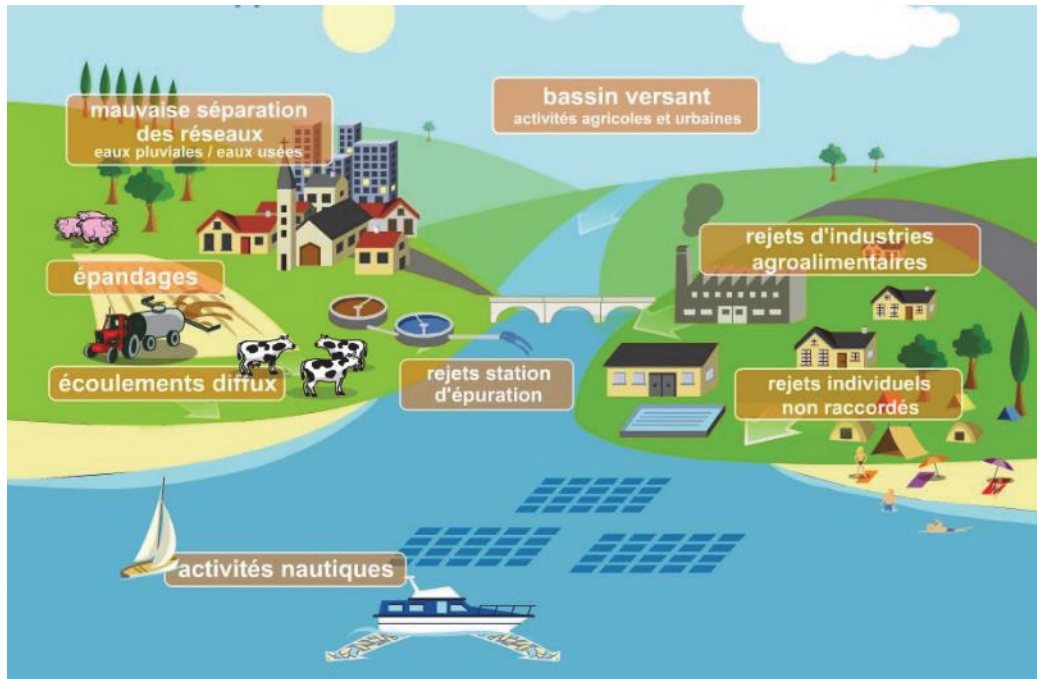 mauvaise séparation
des réseaux
eaux pluviales / eaux usées
bassin versant
activités agricoles et urbaines
rejets d'industries
agroalimentaires
épandages
écoulements diffux
rejets station
d'épuration
rejets individuels
non raccordés
activités nautiques